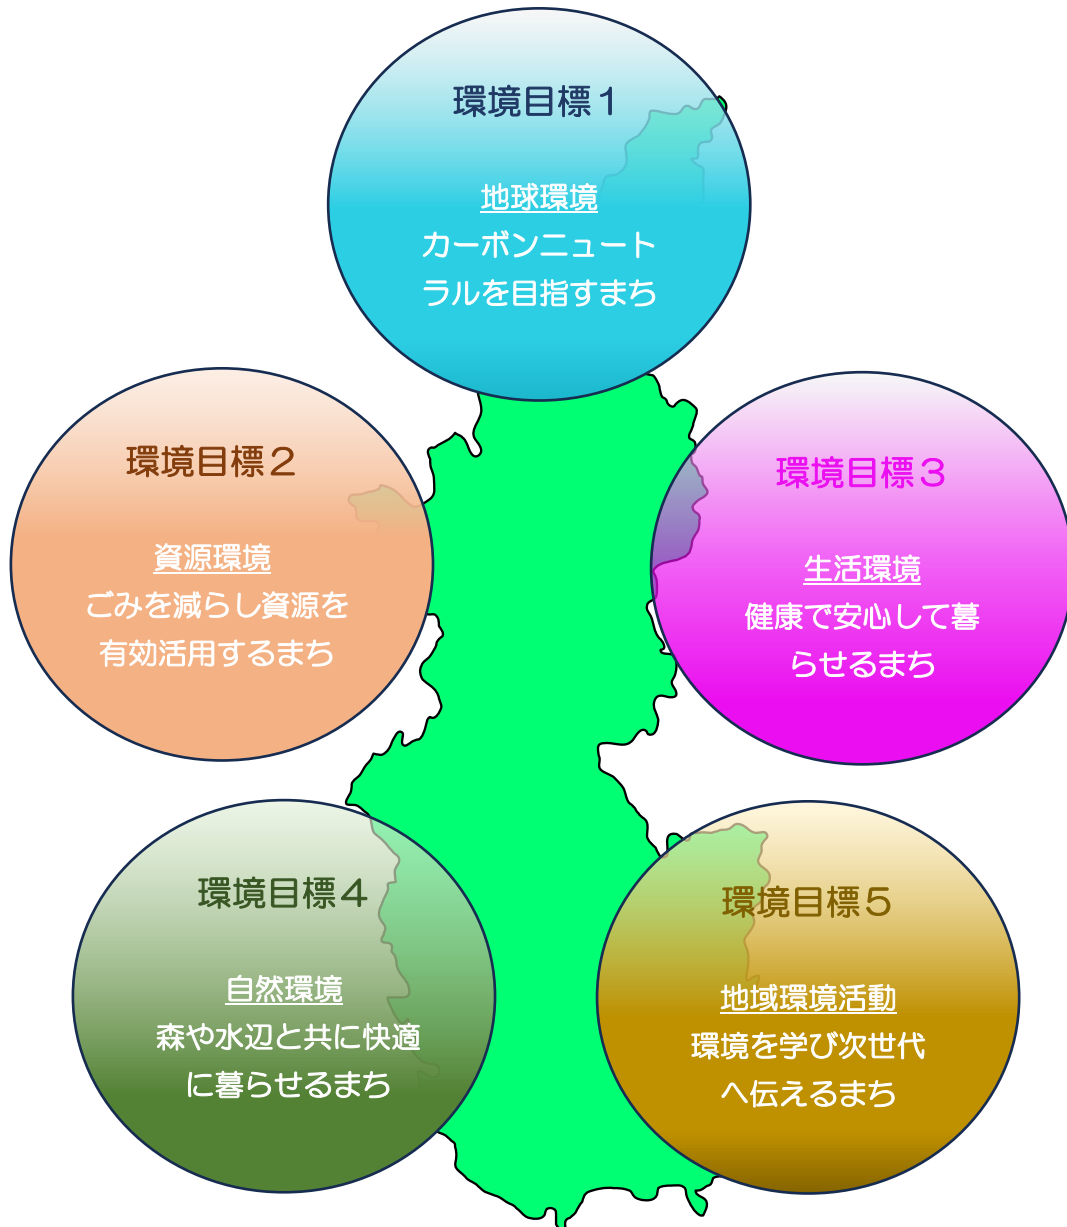 環境目標１
地球環境
カーボンニュート
ラルを目指すまち
環境目標２
資源環境
ごみを減らし資源を
有効活用するまち
環境目標３
生活環境
健康で安心して暮
らせるまち
環境目標４
自然環境
森や水辺と共に快適
に暮らせるまち
環境目標５
地域環境活動
環境を学び次世代
へ伝えるまち